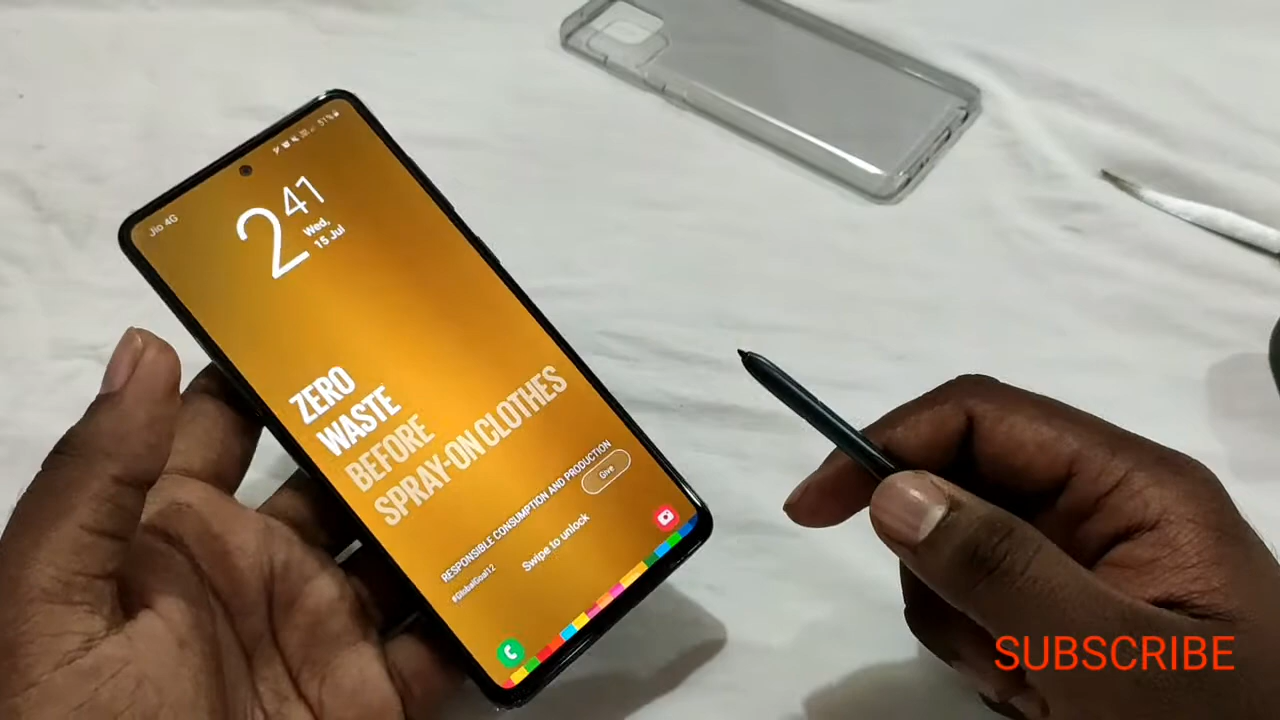 Jio 4G
51%
2 41
Wed,
15 Jul
ZERO
WASTE
BEFORE
SPRAY-ON CLOTHES
RESPONSIBLE CONSUMPTION AND PRODUCTION
#GlobalGoal12
Give
Swipe to unlock
SUBSCRIBE